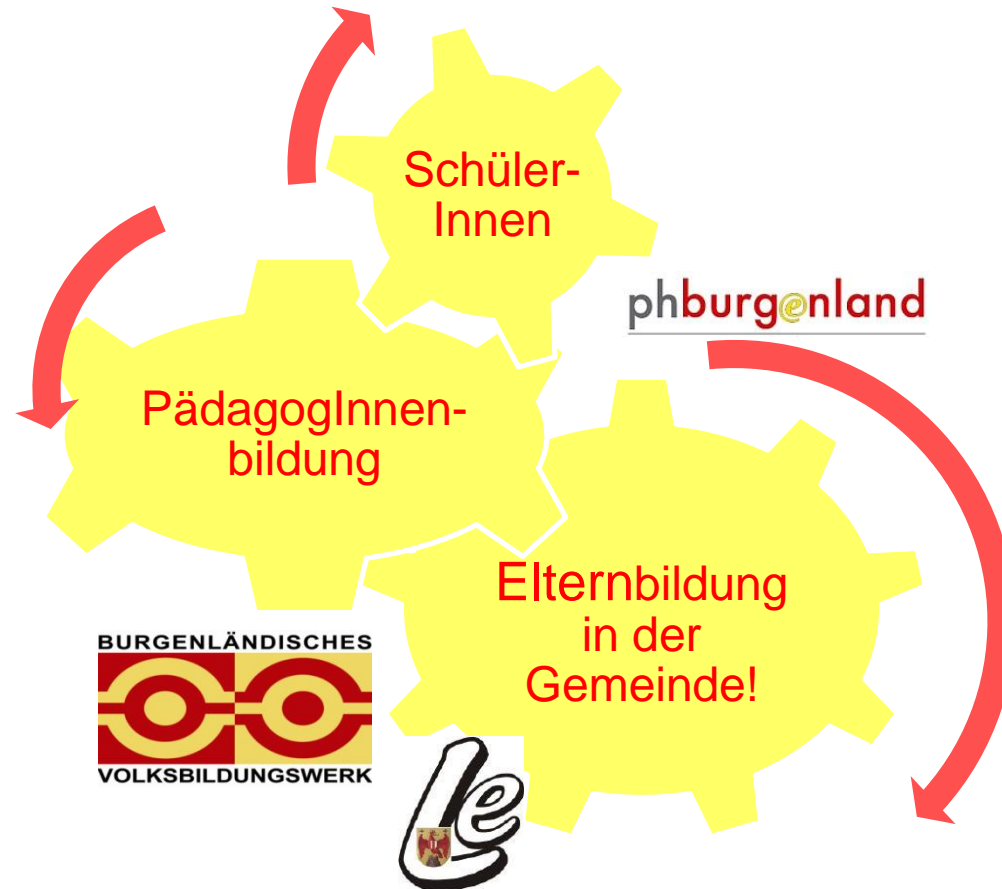 Schüler-
Innen
phburgenland
PädagogInnen-
bildung
Elternbildung
in der
Gemeinde!
BURGENLÄNDISCHES
VOLKSBILDUNGSWERK
Le